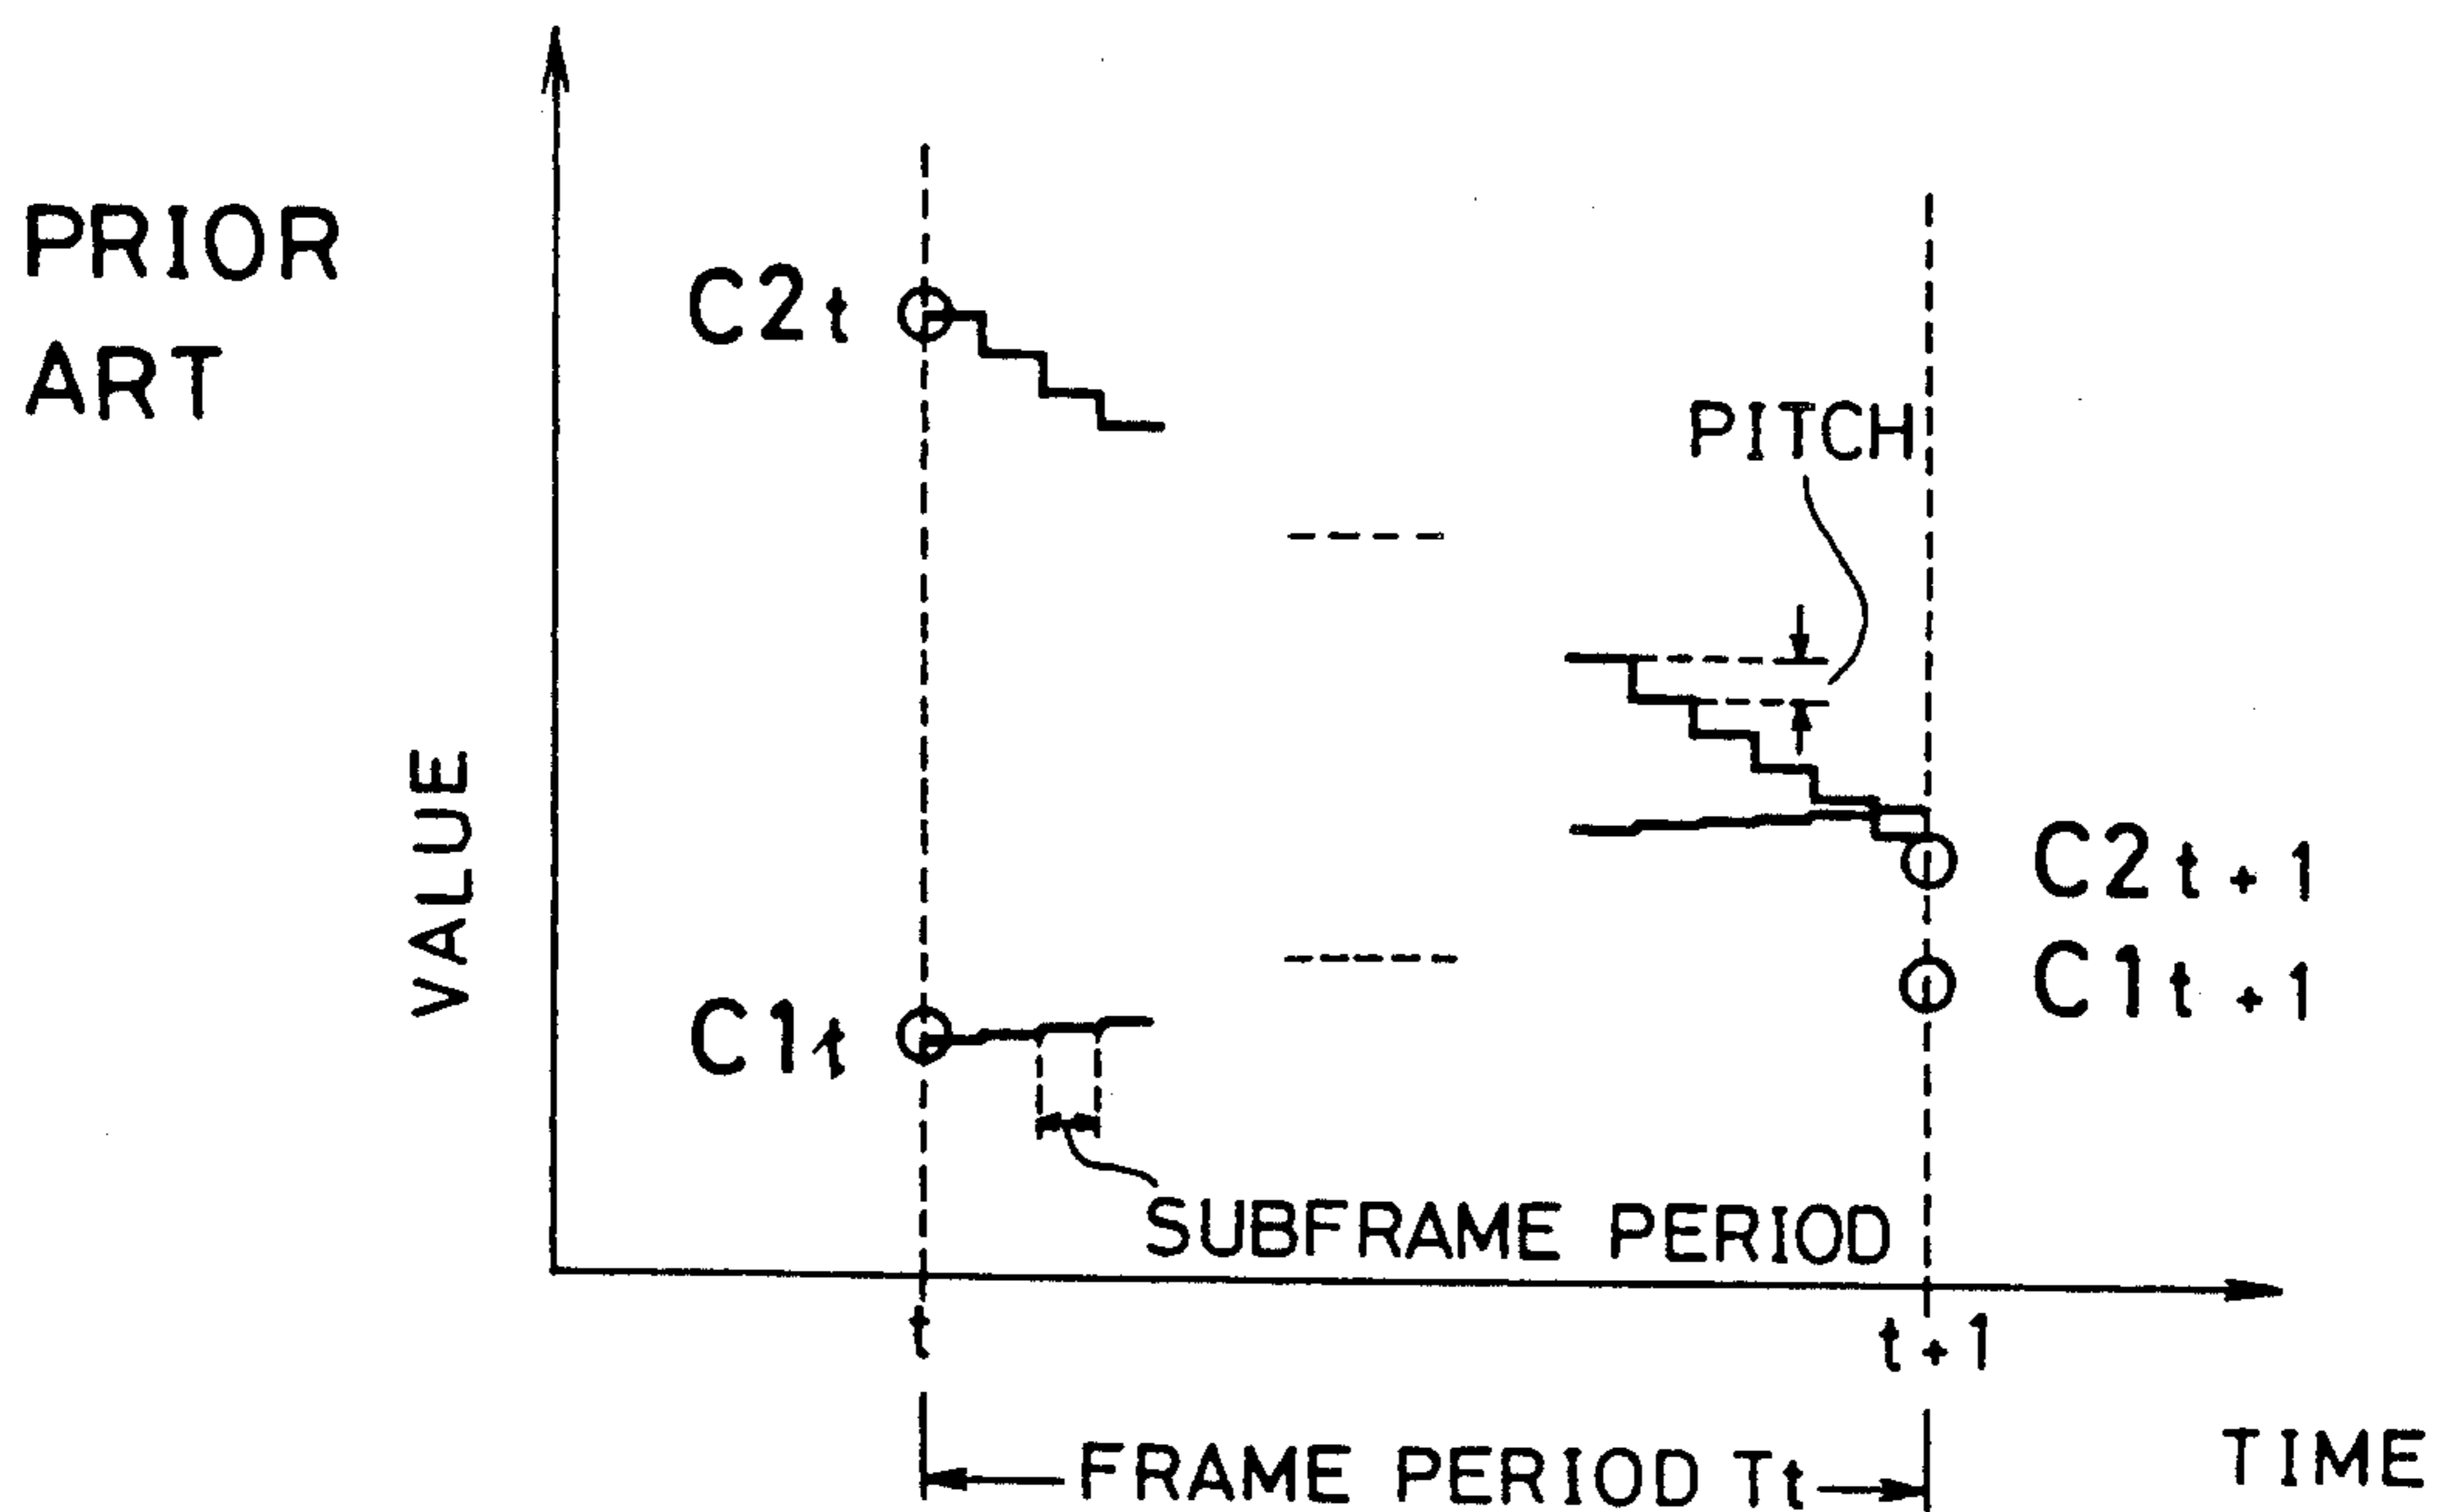 PRIOR
ART
C2t
PITCH
VALUE
C2t+1
C1t+1
C1t
SUBFRAME PERIOD
t
t+1
FRAME PERIOD Tt
TIME